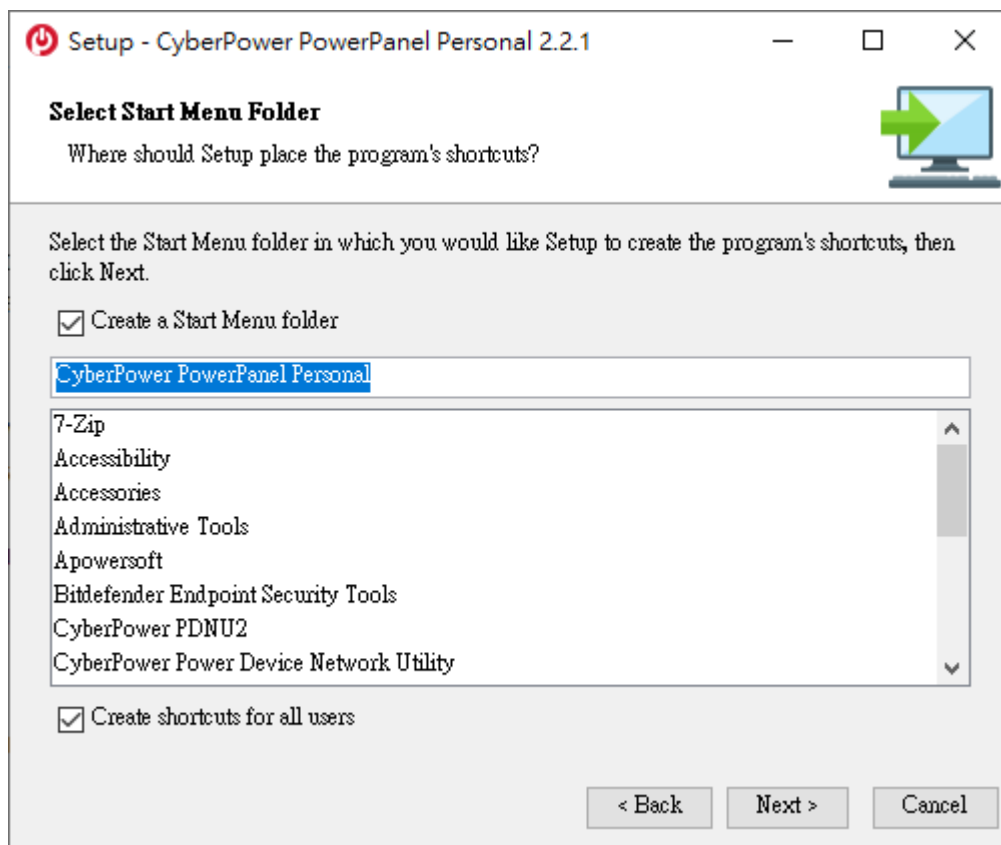 Setup - CyberPower PowerPanel Personal 2.2.1
Select Start Menu Folder
Where should Setup place the program's shortcuts?
Select the Start Menu folder in which you would like Setup to create the program's shortcuts, then
click Next.
Create a Start Menu folder
CyberPower PowerPanel Personal
7-Zip
Accessibility
Accessories
Administrative Tools
Apowersoft
Bitdefender Endpoint Security Tools
CyberPower PDNU2
CyberPower Power Device Network Utility
Create shortcuts for all users
< Back
Next >
Cancel